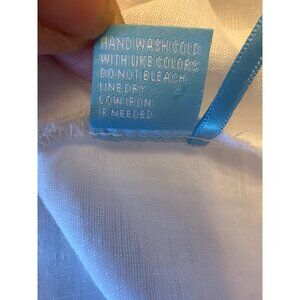 HAND WASH COLD
WITH LIKE COLORS
DO NOT BLEACH
LINE DRY
LOW IRON
IF NEEDED